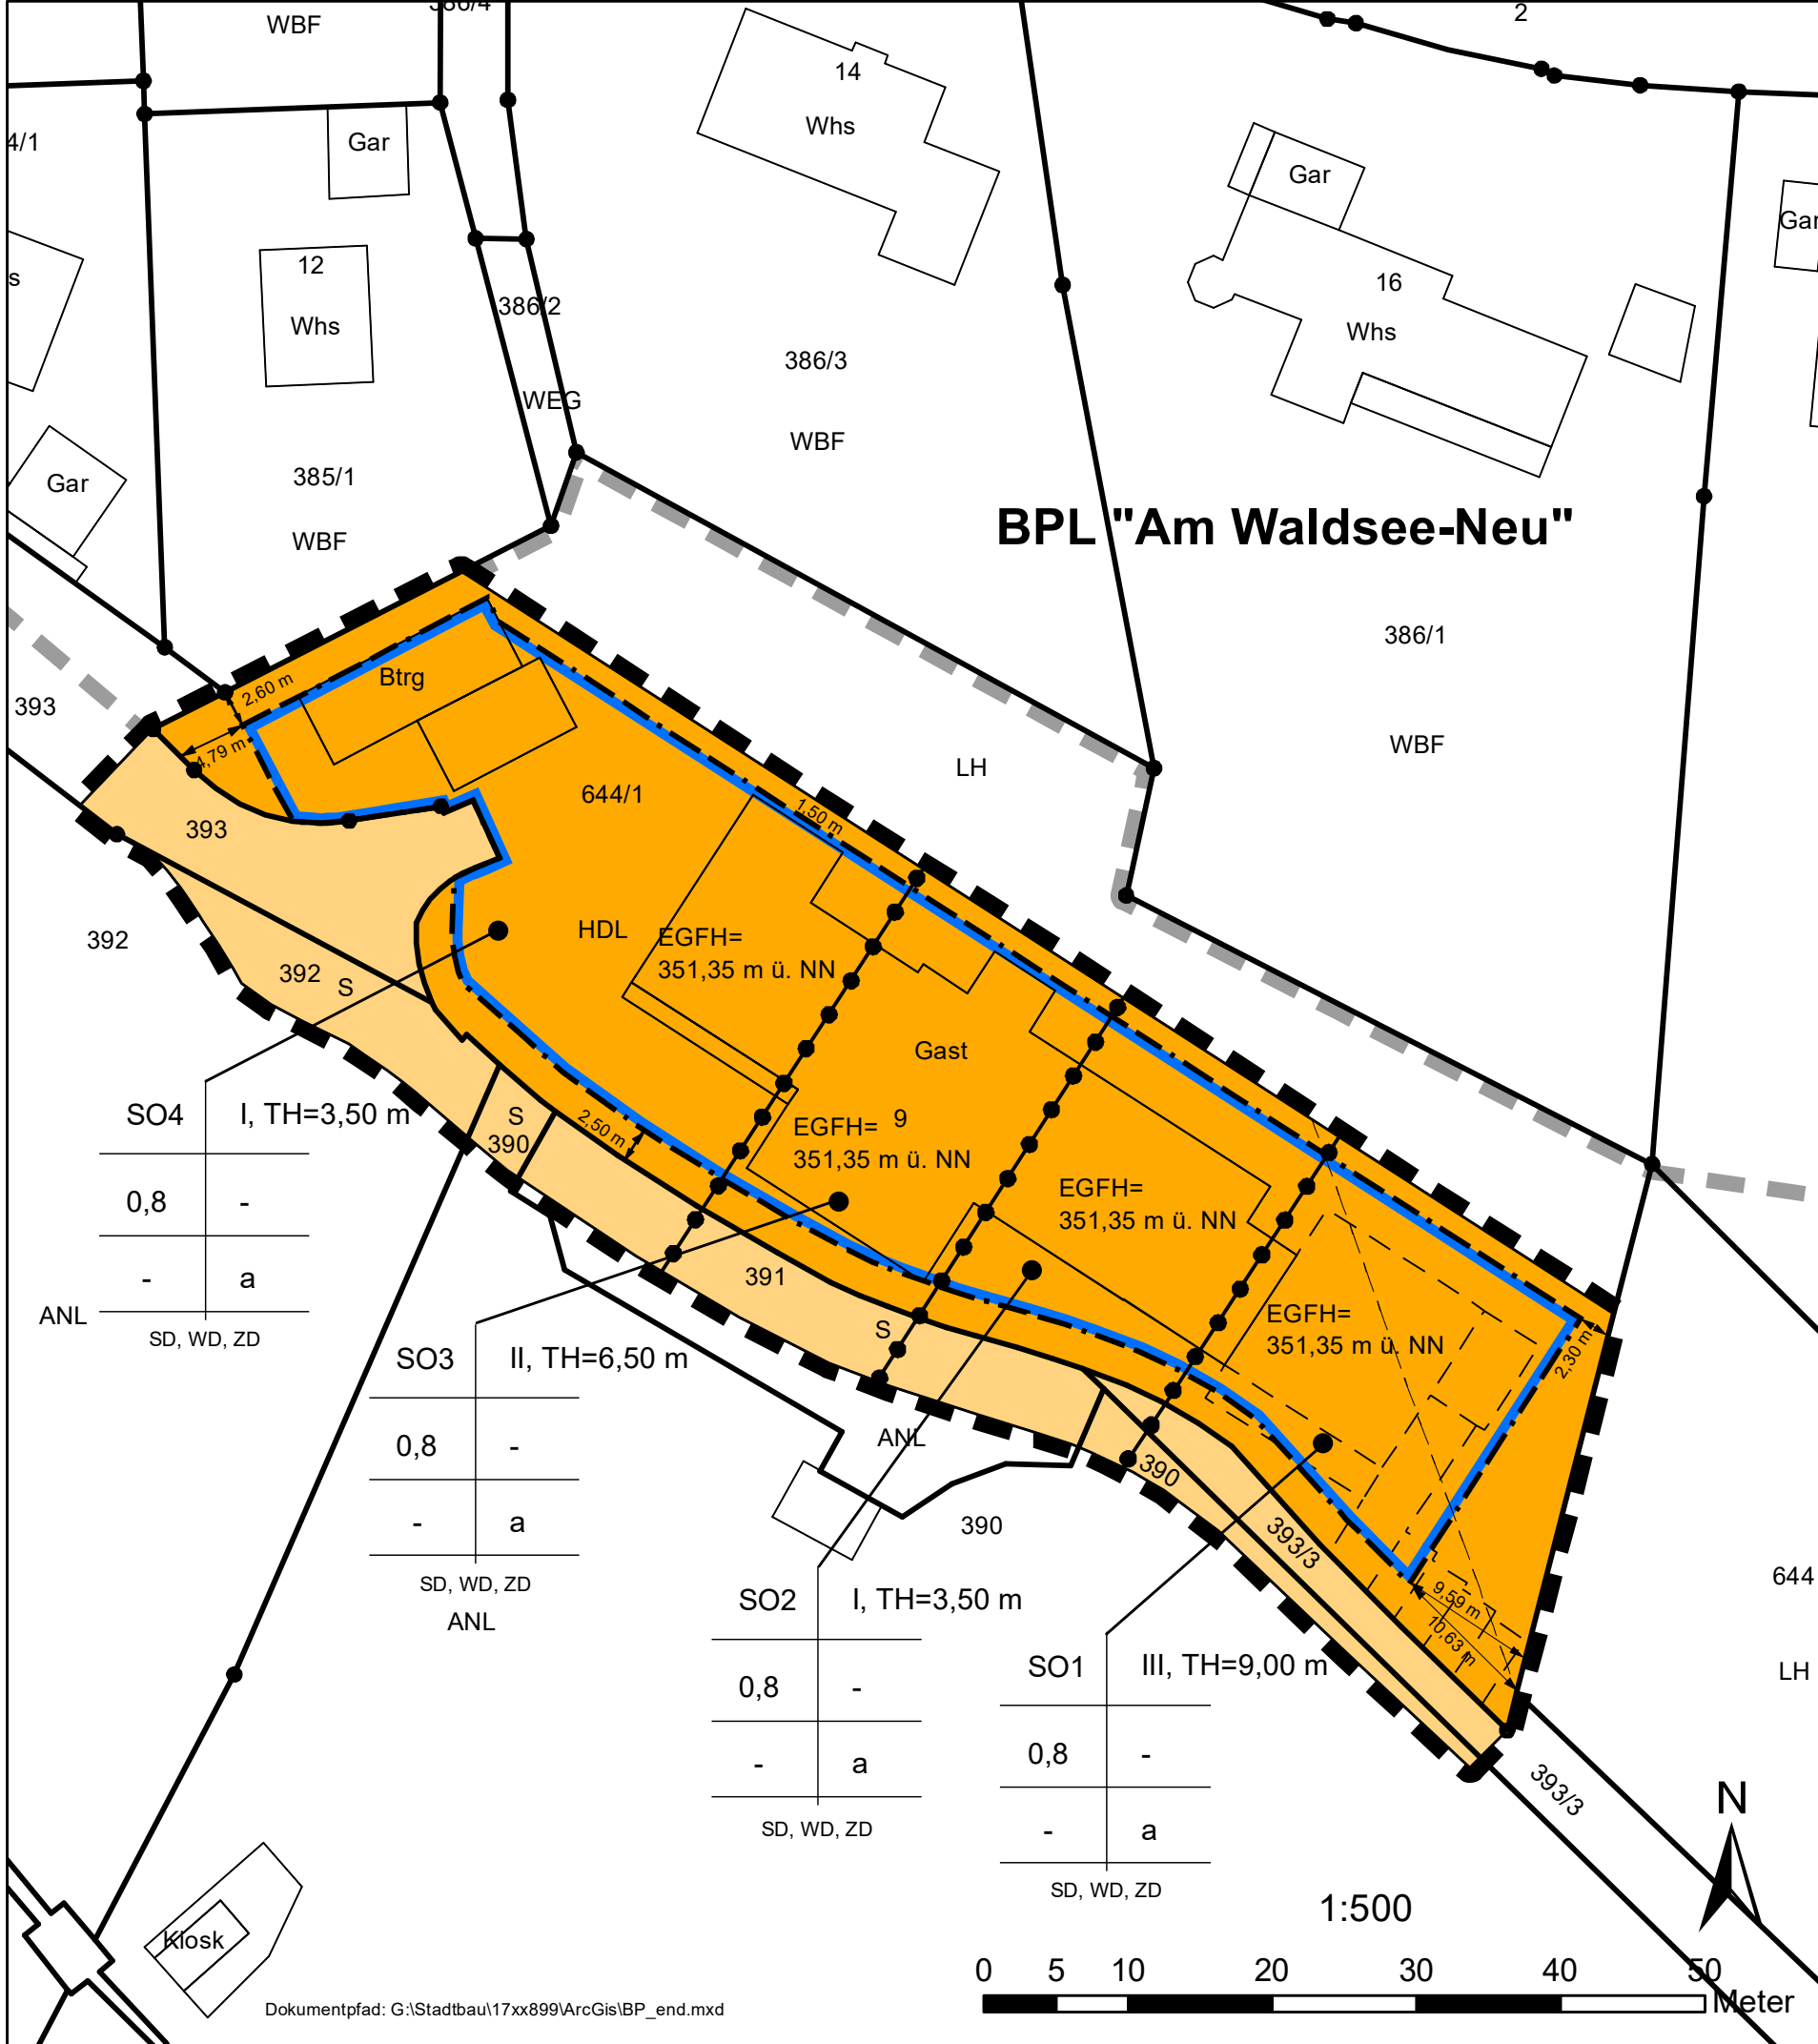 WBF
386/4
2
14
Whs
4/1
Gar
Gar
Gar
12
Whs
s
386/2
16
Whs
386/3
WEG
WBF
385/1
Gar
WBF
BPL "Am Waldsee-Neu"
386/1
WBF
393
2,60 m
Btrg
4,79 m
LH
644/1
1,50 m
393
HDL
EGFH=
351,35 m ü. NN
392
392
S
Gast
SO4
I, TH=3,50 m
0,8
-
-
a
SD, WD, ZD
S
390
2,50 m
EGFH=
9
351,35 m ü. NN
EGFH=
351,35 m ü. NN
391
S
EGFH=
351,35 m ü. NN
2,30 m
ANL
SO3
II, TH=6,50 m
0,8
-
-
a
SD, WD, ZD
ANL
ANL
390
390
393/3
644
9,59 m
10,63 m
LH
SO2
I, TH=3,50 m
0,8
-
-
a
SD, WD, ZD
SO1
III, TH=9,00 m
0,8
-
-
a
SD, WD, ZD
393/3
N
1:500
Kiosk
0 5 10 20 30 40 50
Meter
Dokumentpfad: G:\Stadtbau\17xx899\ArcGis\BP_end.mxd